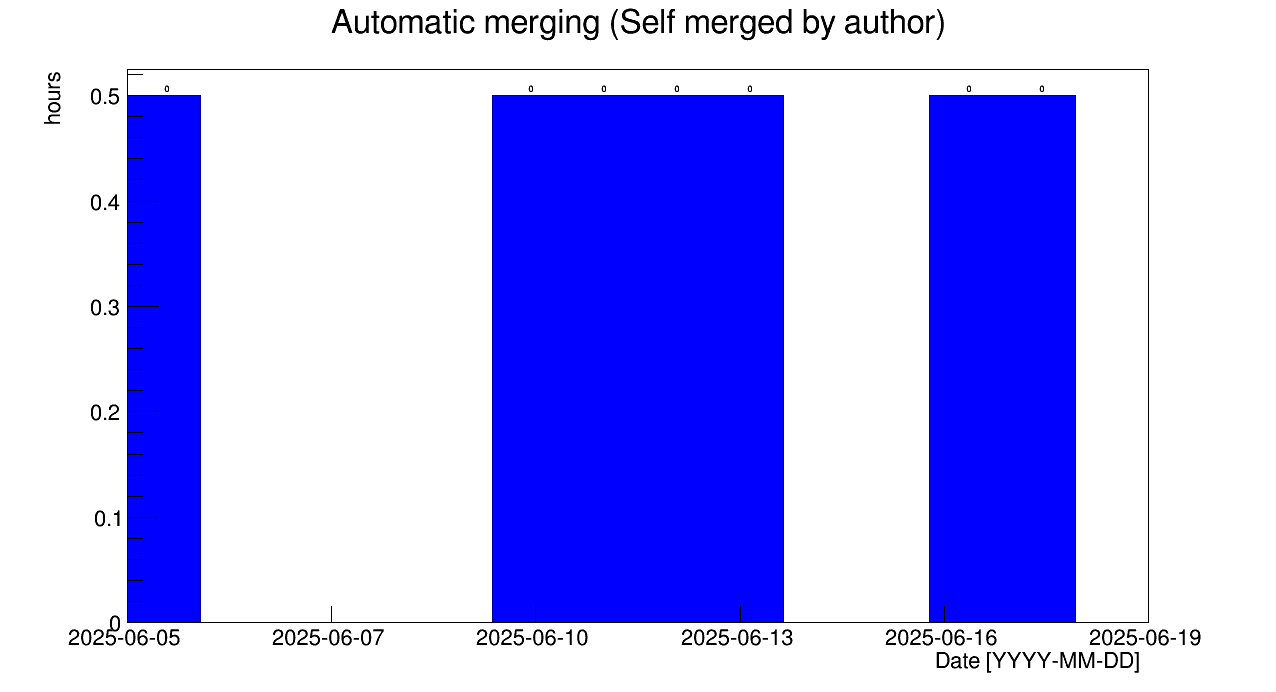 Automatic merging (Self merged by author)
hours
0.5
0.4
0.3
0.2
0.1
0
0 0 0 0 0 0 0
2025-06-05 2025-06-07 2025-06-10 2025-06-13 2025-06-16 2025-06-19
Date [YYYY-MM-DD]